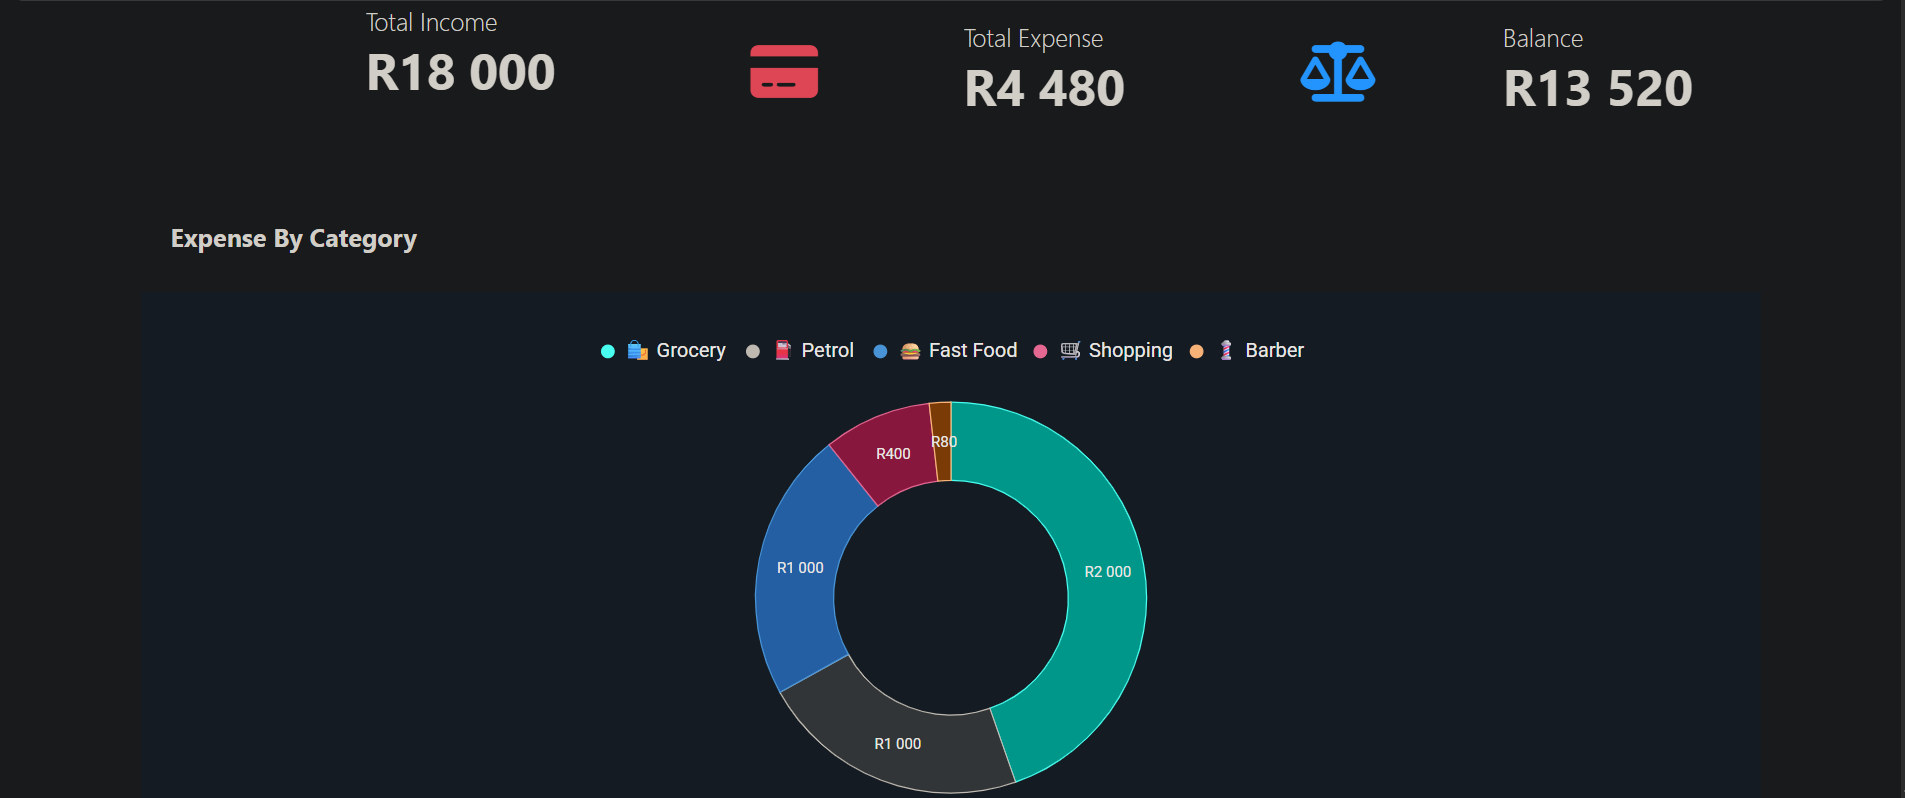 Total Income
R18 000
Total Expense
R4 480
Balance
R13 520
Expense By Category
Grocery
Petrol
Fast Food
Shopping
Barber
R80
R400
R1 000
R2 000
R1 000